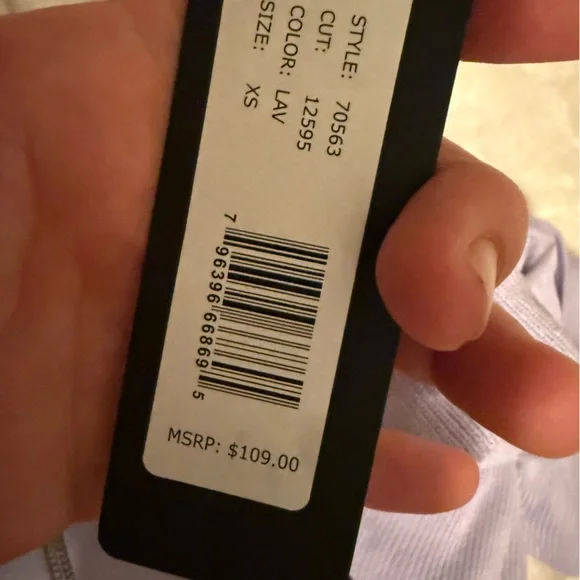 STYLE: 70563
CUT: 12595
COLOR: LAV
SIZE: XS
7 96396 66869 5
MSRP: $109.00